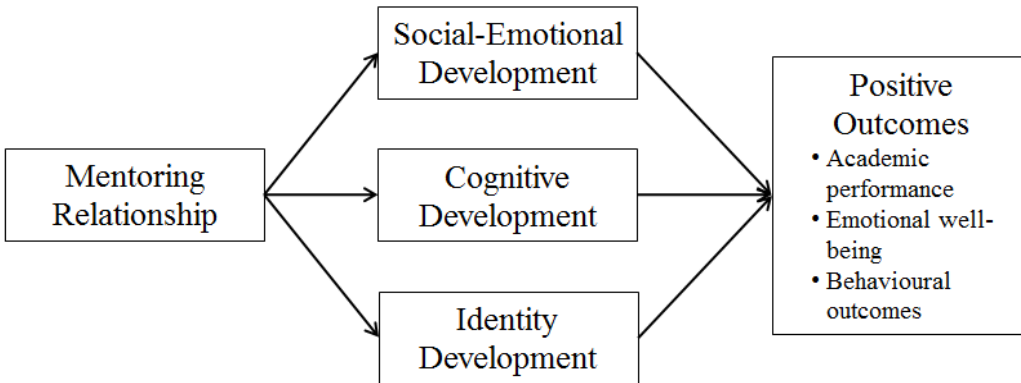 Social-Emotional
Development
Mentoring
Relationship
Cognitive
Development
Identity
Development
Positive
Outcomes
• Academic
performance
• Emotional well-
being
• Behavioural
outcomes